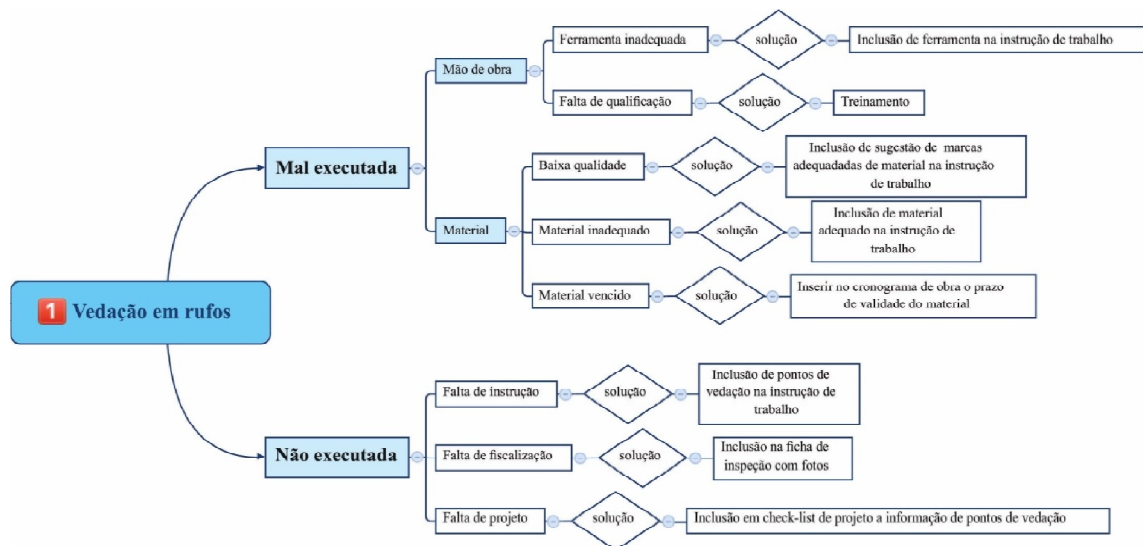 1 Vedação em rufos
Mal executada
Mão de obra
Ferramenta inadequada
solução
Inclusão de ferramenta na instrução de trabalho
Falta de qualificação
solução
Treinamento
Material
Baixa qualidade
solução
Inclusão de sugestão de marcas
adequadadas de material na instrução
de trabalho
Material inadequado
solução
Inclusão de material
adequado na instrução de
trabalho
Material vencido
solução
Inserir no cronograma de obra o prazo
de validade do material
Não executada
Falta de instrução
solução
Inclusão de pontos de
vedação na instrução de
trabalho
Falta de fiscalização
solução
Inclusão na ficha de
inspeção com fotos
Falta de projeto
solução
Inclusão em check-list de projeto a informação de pontos de vedação